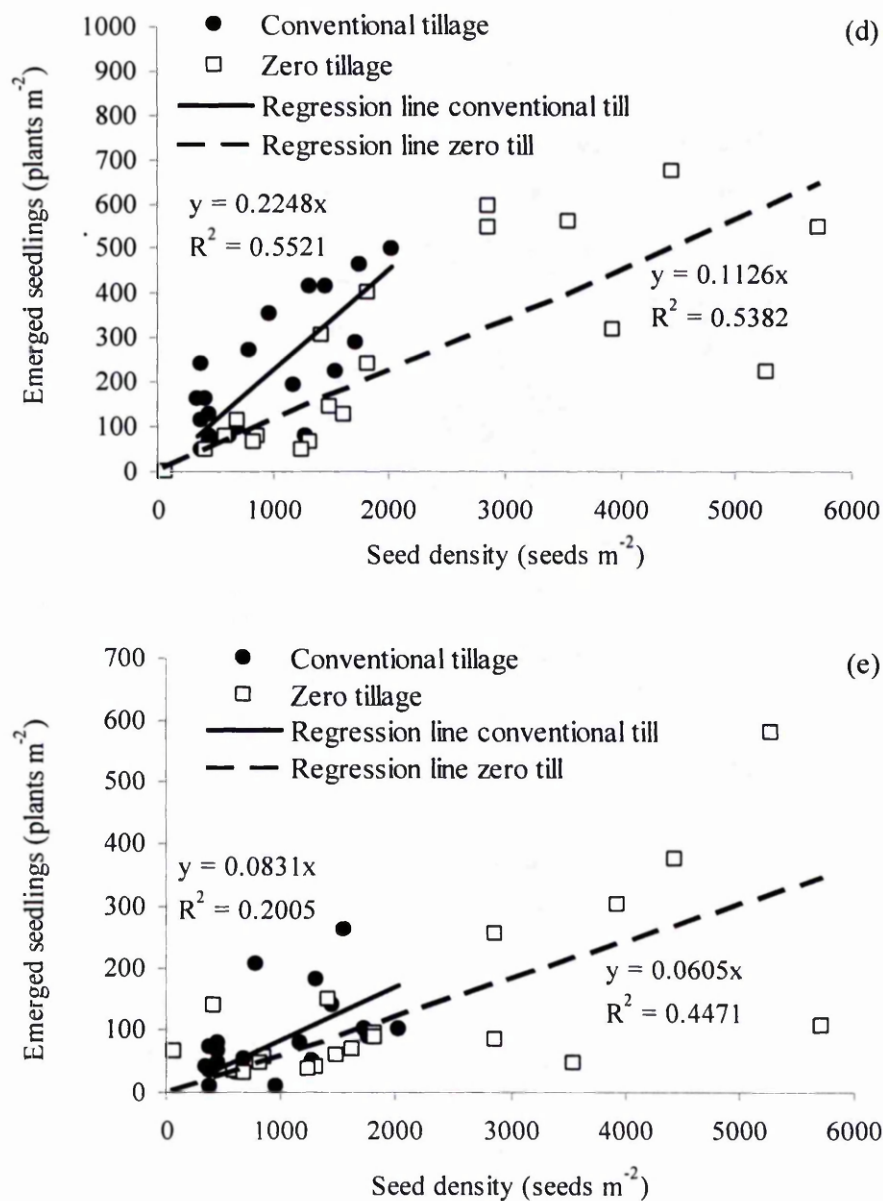 Conventional tillage
(d)
Zero tillage
Regression line conventional till
Regression line zero till
1000
900
800
700
600
500
400
300
200
100
0
Emerged seedlings (plants m-2)
y = 0.2248x
R2 = 0.5521
y = 0.1126x
R2 = 0.5382
0 1000 2000 3000 4000 5000 6000
Seed density (seeds m-2)
Conventional tillage
(e)
Zero tillage
Regression line conventional till
Regression line zero till
700
600
500
400
300
200
100
0
Emerged seedlings (plants m-2)
y = 0.0831x
R2 = 0.2005
y = 0.0605x
R2 = 0.4471
0 1000 2000 3000 4000 5000 6000
Seed density (seeds m-2)